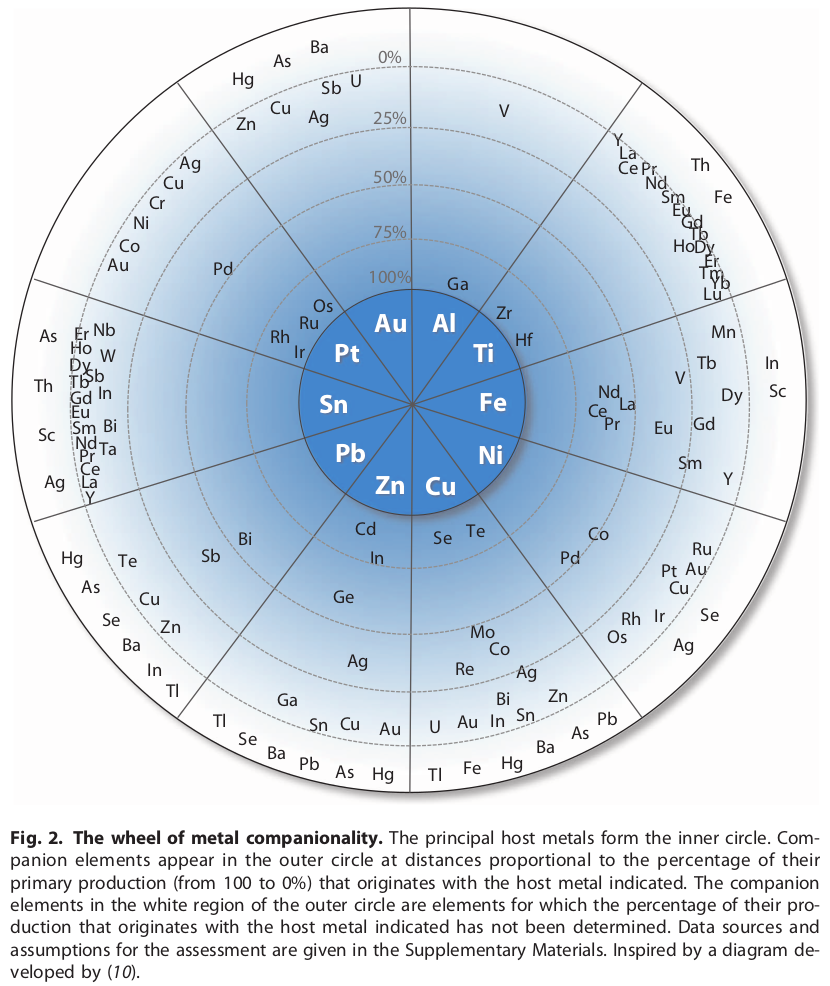 Ba
As
Hg
Sb
U
Cu
Ag
Zn
0%
25%
50%
75%
100%
V
Ga
Y
La
Ce
Pr
Nd
Sm
Eu
Gd
Tb
Ho
Dy
Er
Tm
Yb
Lu
Th
Fe
Zr
Hf
Mn
Tb
V
Dy
In
Sc
Nd
La
Ce
Pr
Eu
Gd
Sm
Y
Co
Pd
Ru
Pt
Au
Cu
Rh
Ir
Os
Se
Ag
Se
Te
Mo
Co
Re
Ag
Bi
Zn
U
Au
In
Sn
Pb
As
Ba
Hg
Fe
Tl
Cd
In
Ge
Ag
Ga
Sn
Cu
Au
Tl
Se
Ba
Pb
As
Hg
Bi
Sb
Te
Cu
Zn
Hg
As
Se
Ba
In
Tl
As
Th
Sc
Ag
Er
Nb
Ho
W
Dy
Sb
Tb
In
Gd
Eu
Sm
Bi
Nd
Ta
Pr
Ce
La
Y
Ag
Cu
Cr
Ni
Co
Au
Pd
Os
Ru
Rh
Ir
Au
Al
Pt
Ti
Sn
Fe
Pb
Ni
Zn
Cu
Fig. 2. The wheel of metal companionality. The principal host metals form the inner circle. Com-
panion elements appear in the outer circle at distances proportional to the percentage of their
primary production (from 100 to 0%) that originates with the host metal indicated. The companion
elements in the white region of the outer circle are elements for which the percentage of their pro-
duction that originates with the host metal indicated has not been determined. Data sources and
assumptions for the assessment are given in the Supplementary Materials. Inspired by a diagram de-
veloped by (10).